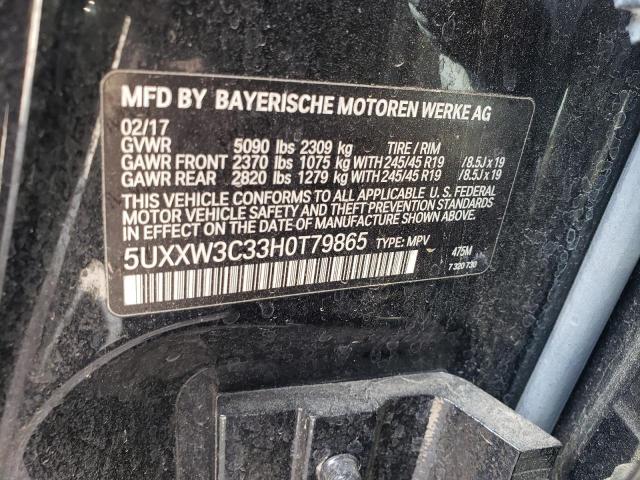 MFD BY BAYERISCHE MOTOREN WERKE AG
02/17
GVWR 5090 lbs 2309 kg TIRE / RIM
GAWR FRONT 2370 lbs 1075 kg WITH 245/45 R19 /8.5J x 19
GAWR REAR 2820 lbs 1279 kg WITH 245/45 R19 /8.5J x 19
THIS VEHICLE CONFORMS TO ALL APPLICABLE U.S. FEDERAL
MOTOR VEHICLE SAFETY AND THEFT PREVENTION STANDARDS
IN EFFECT ON THE DATE OF MANUFACTURE SHOWN ABOVE.
5UXXW3C33H0T79865 TYPE: MPV 475M
7 320 730